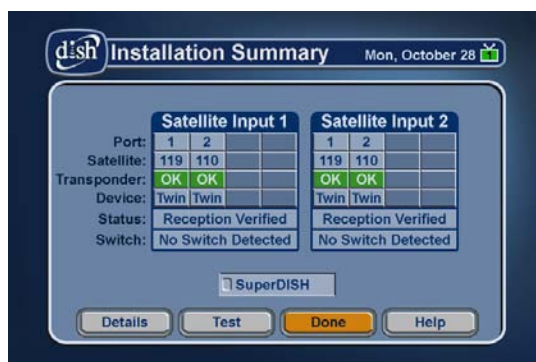 dish Installation Summary Mon, October 28 1
Satellite Input 1 Satellite Input 2
Port: 1 2 1 2
Satellite: 119 110 119 110
Transponder: OK OK OK OK
Device: Twin Twin Twin Twin
Status: Reception Verified Reception Verified
Switch: No Switch Detected No Switch Detected
SuperDISH
Details Test Done Help